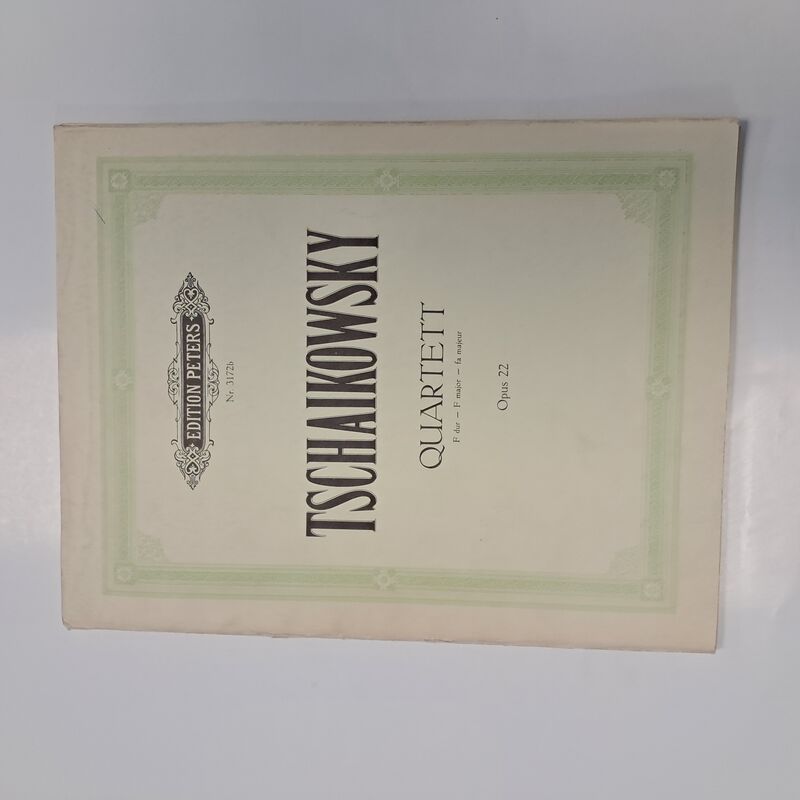 EDITION PETERS
Nr. 3172b
TSCHAIKOWSKY
QUARTETT
F dur — F major — fa majeur
Opus 22